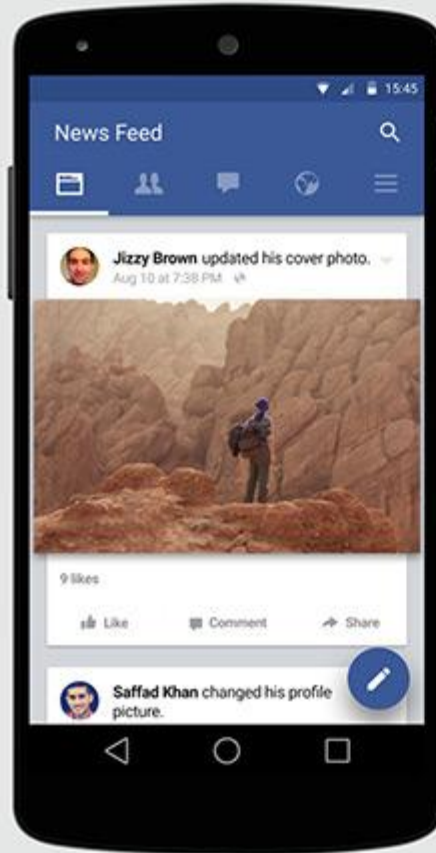 15:45
News Feed
Jizzy Brown updated his cover photo.
Aug 10 at 7:38 PM
9 likes
Like Comment Share
Saffad Khan changed his profile
picture.